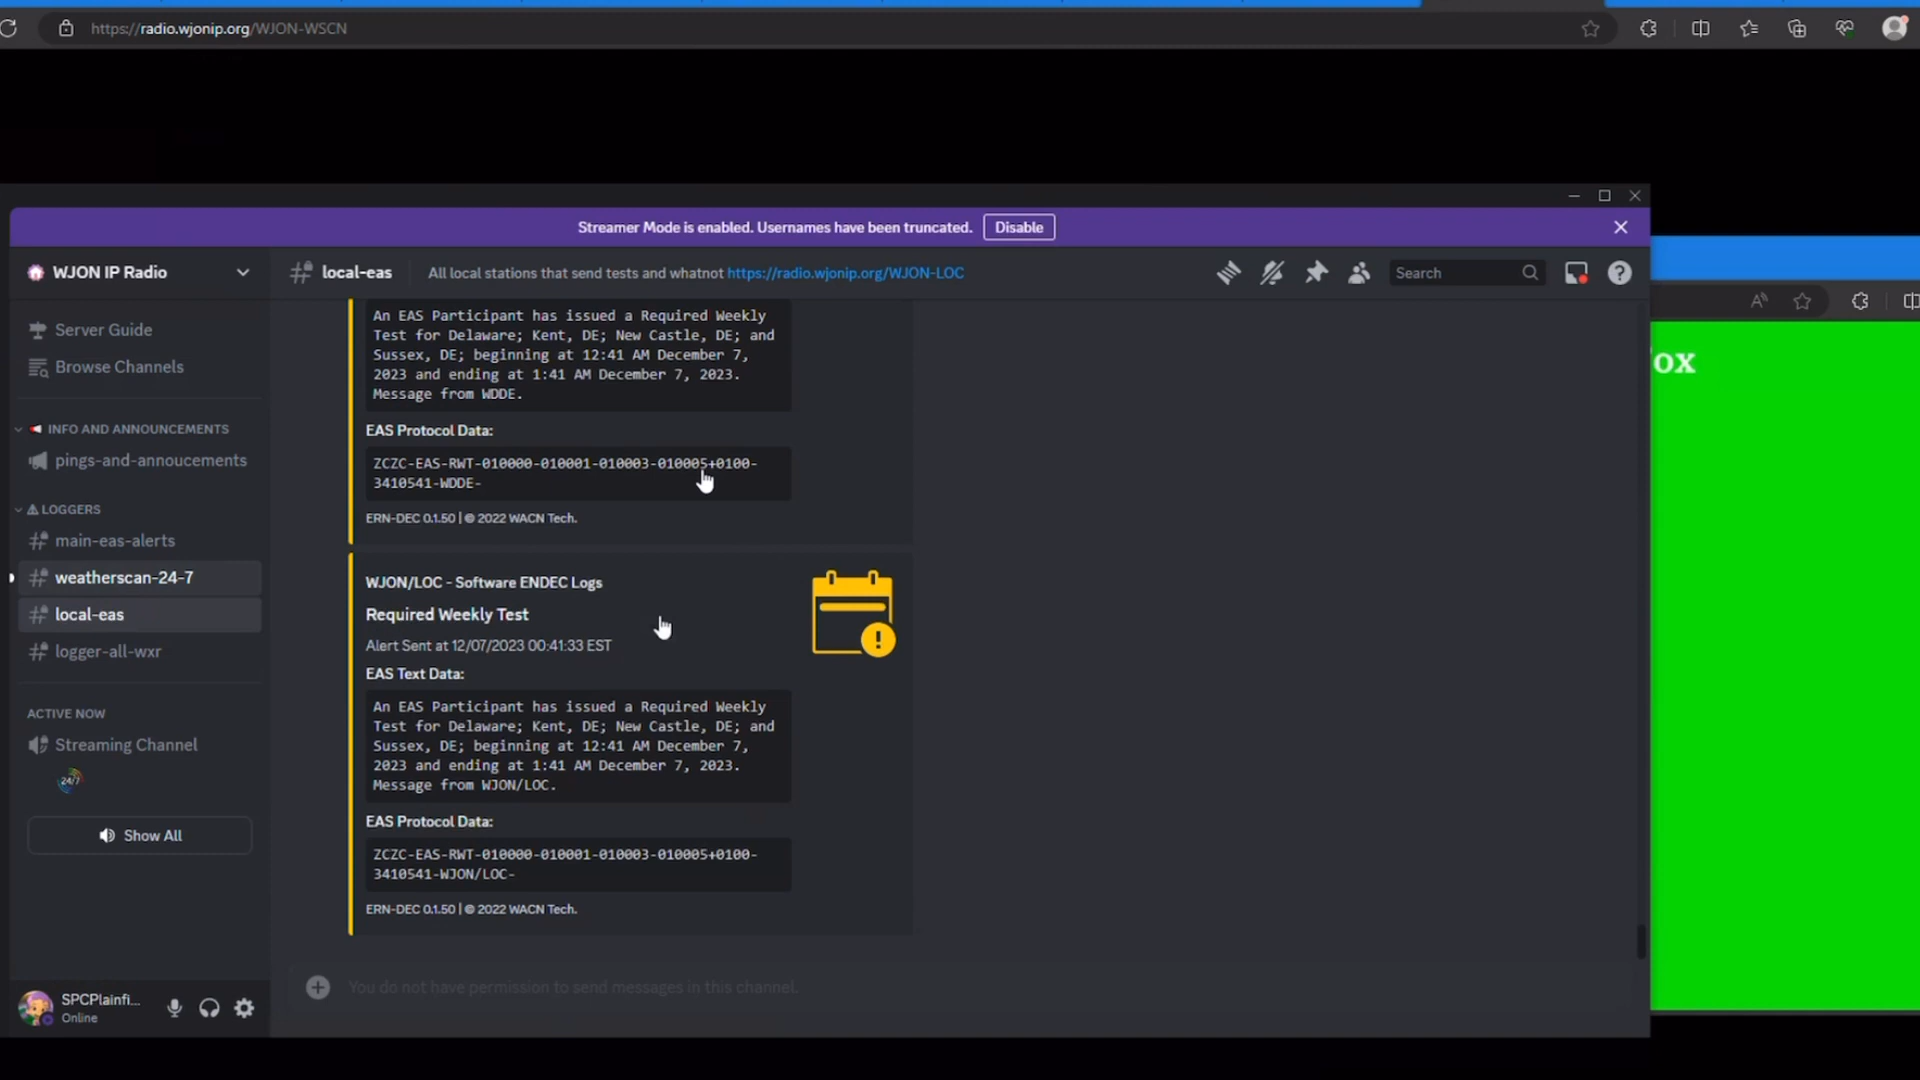 https://radio.wjonip.org/WJON-WSCN
Streamer Mode is enabled. Usernames have been truncated.
Disable
WJON IP Radio
local-eas
All local stations that send tests and whatnot https://radio.wjonip.org/WJON-LOC
Search
Server Guide
Browse Channels
INFO AND ANNOUNCEMENTS
pings-and-annoucements
LOGGERS
main-eas-alerts
weatherscan-24-7
local-eas
logger-all-wxr
ACTIVE NOW
Streaming Channel
24/7
Show All
SPCPlainfi...
Online
An EAS Participant has issued a Required Weekly
Test for Delaware; Kent, DE; New Castle, DE; and
Sussex, DE; beginning at 12:41 AM December 7,
2023 and ending at 1:41 AM December 7, 2023.
Message from WDDE.
EAS Protocol Data:
ZCZC-EAS-RWT-010000-010001-010003-010005+0100-
3410541-WDDE-
ERN-DEC 0.1.50 | © 2022 WACN Tech.
WJON/LOC - Software ENDEC Logs
Required Weekly Test
Alert Sent at 12/07/2023 00:41:33 EST
EAS Text Data:
An EAS Participant has issued a Required Weekly
Test for Delaware; Kent, DE; New Castle, DE; and
Sussex, DE; beginning at 12:41 AM December 7,
2023 and ending at 1:41 AM December 7, 2023.
Message from WJON/LOC.
EAS Protocol Data:
ZCZC-EAS-RWT-010000-010001-010003-010005+0100-
3410541-WJON/LOC-
ERN-DEC 0.1.50 | © 2022 WACN Tech.
You do not have permission to send messages in this channel.
ox